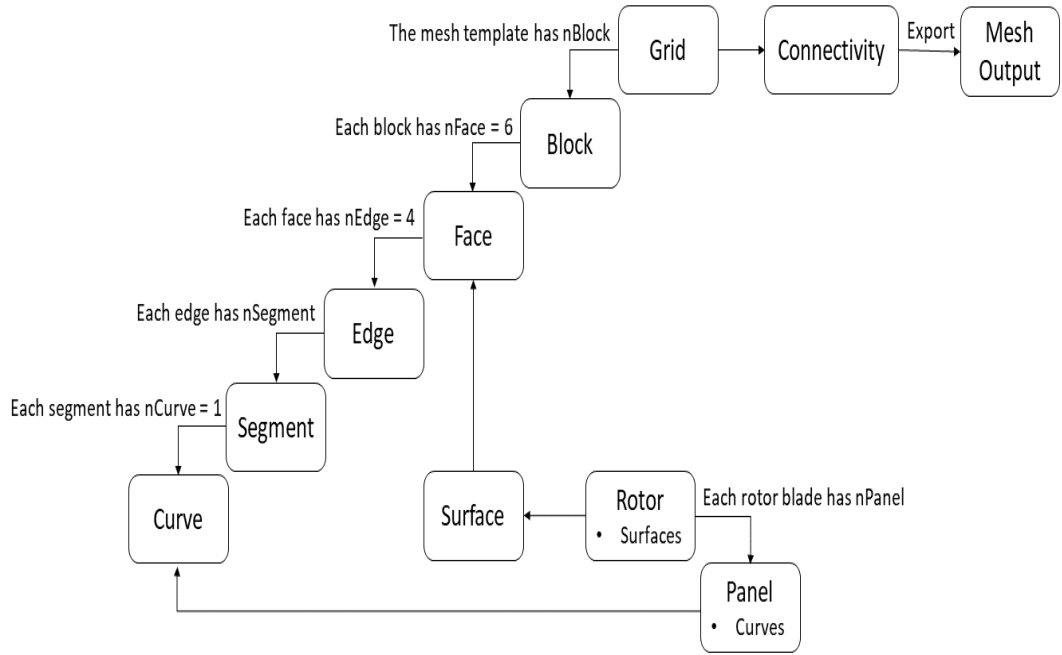 The mesh template has nBlock
Grid
Connectivity
Export
Mesh
Output
Each block has nFace = 6
Block
Each face has nEdge = 4
Face
Each edge has nSegment
Edge
Each segment has nCurve = 1
Segment
Curve
Surface
Rotor
• Surfaces
Each rotor blade has nPanel
Panel
• Curves